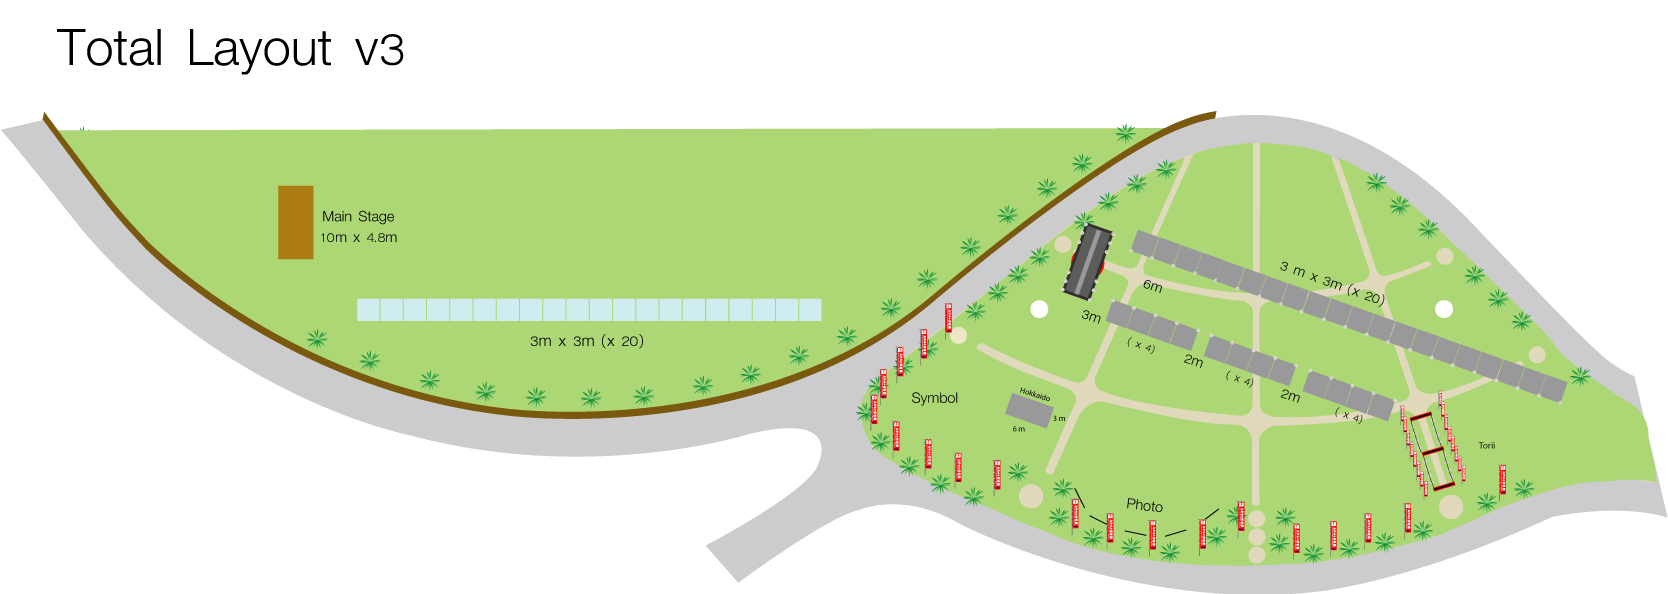 Total Layout v3
Main Stage
10m x 4.8m
3m x 3m (x 20)
3 m x 3m (x 20)
6m
3m
( x 4)
2m
( x 4)
2m
( x 4)
Symbol
Hokkaido
3 m
6 m
Torii
Photo